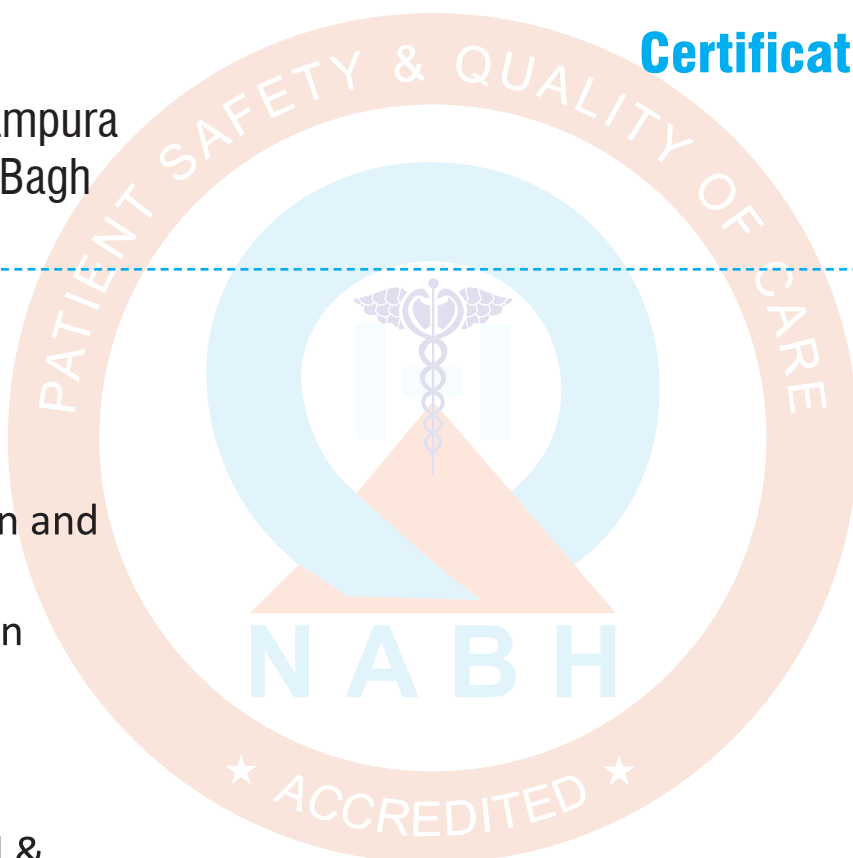 Certificat
PATIENT SAFETY & QUALITY OF CARE
mpura
Bagh
n and
n
NABH
ACCREDITED
&